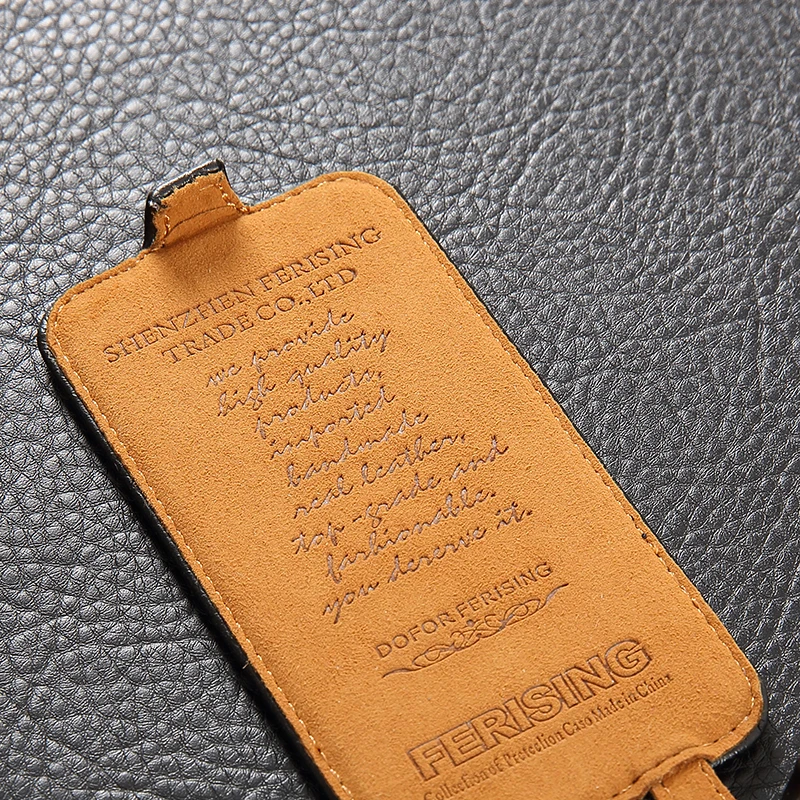 SHENZHEN FERISING
TRADE CO.,LTD
we provide
high quality
products,
imported
handmade
real leather,
top-grade and
fashionable.
you deserve it.
DOFOR FERISING
FERISING
Collection of Protection Case Made in China